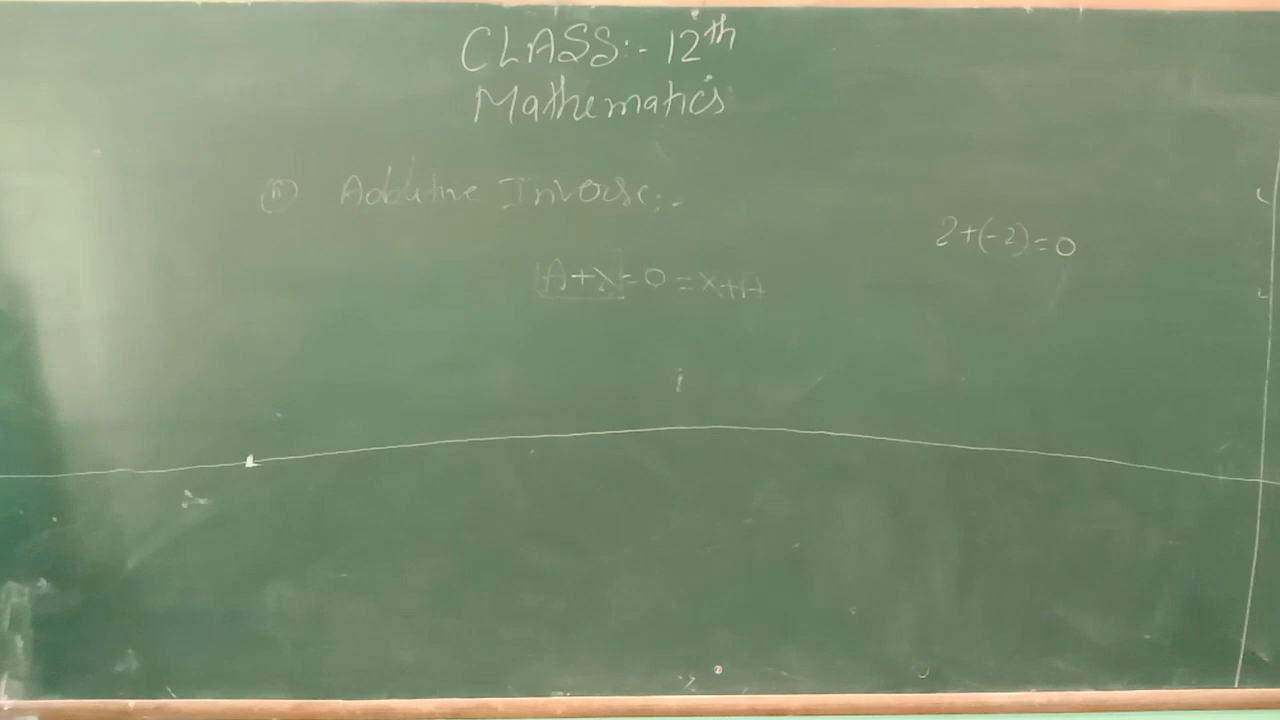 CLASS:- 12th
Mathematics
(ii) Additive Inverse:-
2+(-2)=0
A+X=0=X+A